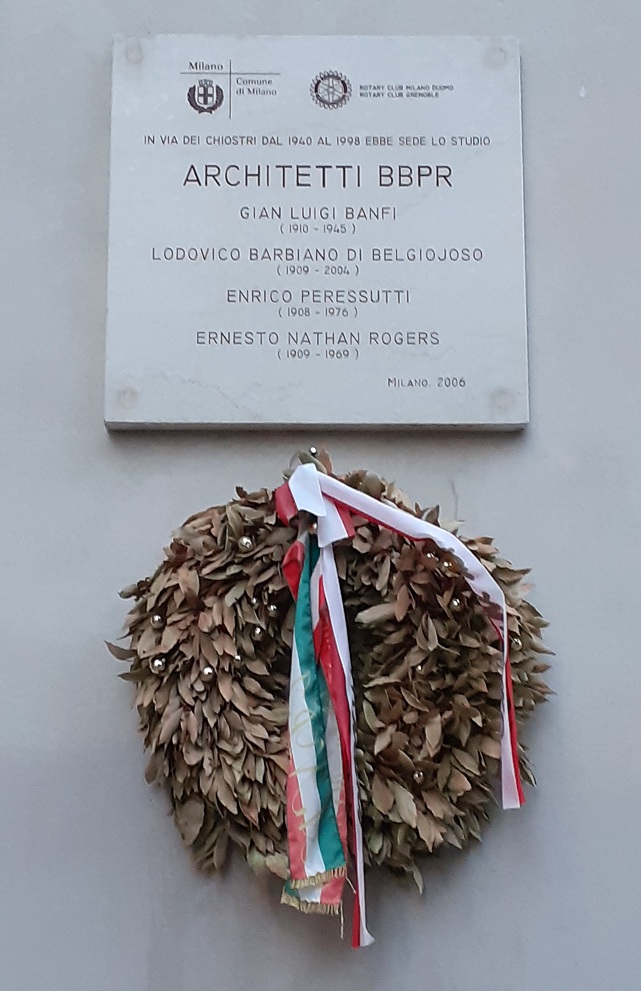 Milano
Comune
di Milano
ROTARY CLUB MILANO DUOMO
ROTARY CLUB GRENOBLE
IN VIA DEI CHIOSTRI DAL 1940 AL 1998 EBBE SEDE LO STUDIO
ARCHITETTI BBPR
GIAN LUIGI BANFI
( 1910 - 1945 )
LODOVICO BARBIANO DI BELGIOJOSO
( 1909 - 2004 )
ENRICO PERESSUTTI
( 1908 - 1976 )
ERNESTO NATHAN ROGERS
( 1909 - 1969 )
MILANO. 2006